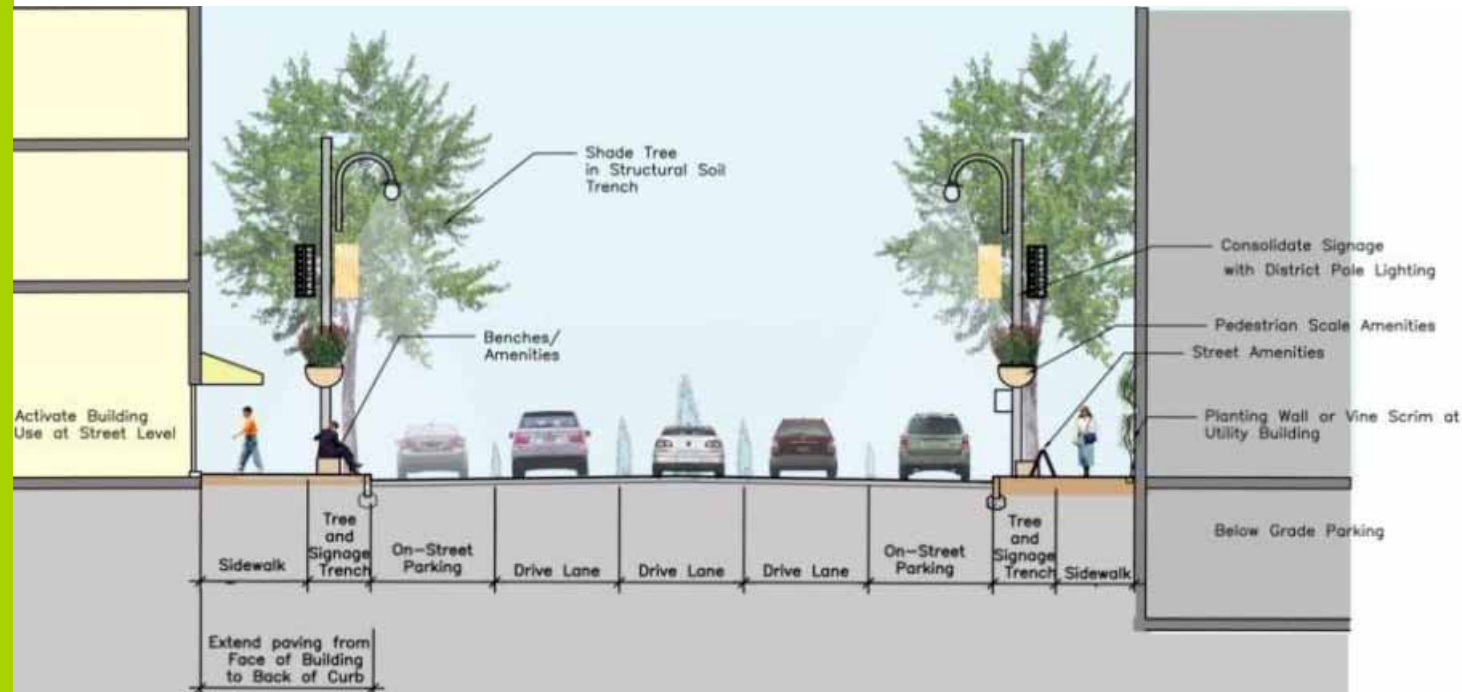 Shade Tree
in Structural Soil
Trench
Consolidate Signage
with District Pole Lighting
Pedestrian Scale Amenities
Benches/
Amenities
Street Amenities
Activate Building
Use at Street Level
Planting Wall or Vine Scrim at
Utility Building
Below Grade Parking
Sidewalk
Tree
and
Signage
Trench
On-Street
Parking
Drive Lane
Drive Lane
Drive Lane
On-Street
Parking
Tree
and
Signage
Trench
Sidewalk
Extend paving from
Face of Building
to Back of Curb